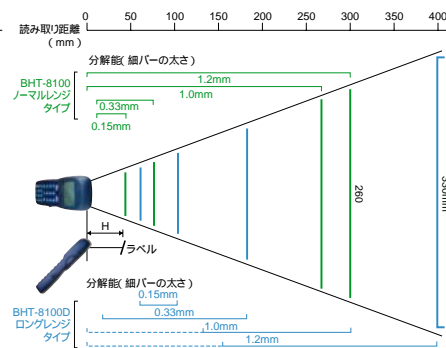 読み取り距離
（mm）
0 50 100 150 200 250 300 350 400
分解能（細バーの太さ）
BHT-8100
ノーマルレンジ
タイプ
1.2mm
1.0mm
0.33mm
0.15mm
260
330mm
H
ラベル
分解能（細バーの太さ）
BHT-8100D
ロングレンジ
タイプ
0.15mm
0.33mm
1.0mm
1.2mm